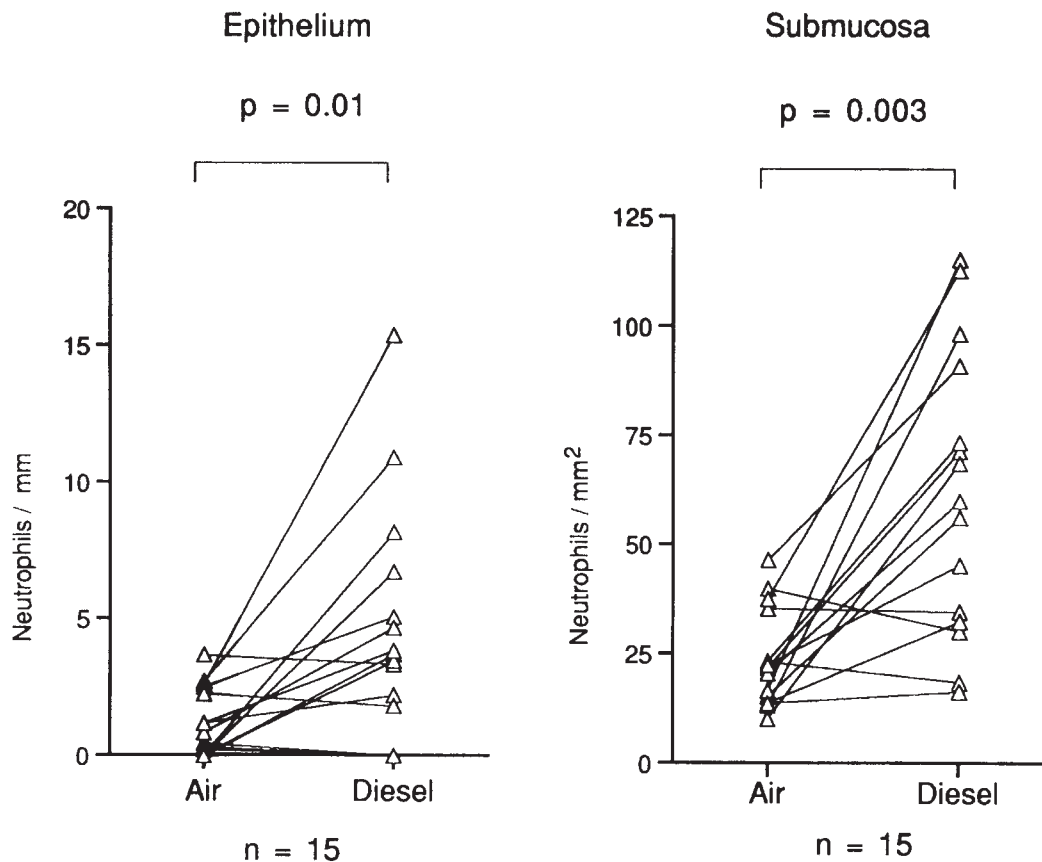 Epithelium
p = 0.01
20
15
10
5
0
Neutrophils / mm
Air
Diesel
n = 15
Submucosa
p = 0.003
125
100
75
50
25
0
Neutrophils / mm²
Air
Diesel
n = 15